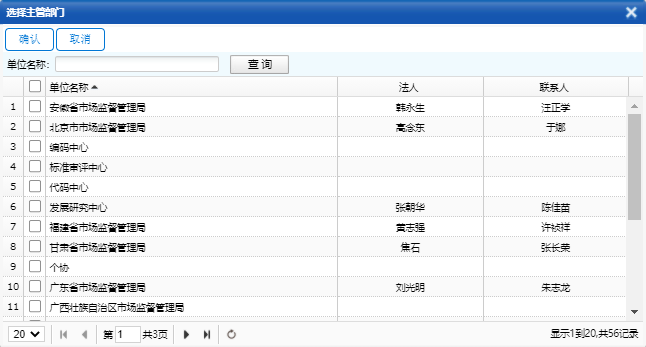 选择主管部门
确认 取消
单位名称: 查 询
单位名称 法人 联系人
1 安徽省市场监督管理局 韩永生 汪正学
2 北京市市场监督管理局 高念东 于娜
3 编码中心
4 标准审评中心
5 代码中心
6 发展研究中心 张朝华 陈佳苗
7 福建省市场监督管理局 黄志强 许祯祥
8 甘肃省市场监督管理局 焦石 张长荣
9 个协
10 广东省市场监督管理局 刘光明 朱志龙
11 广西壮族自治区市场监督管理局
20 第 1 共3页 显示1到20,共56记录